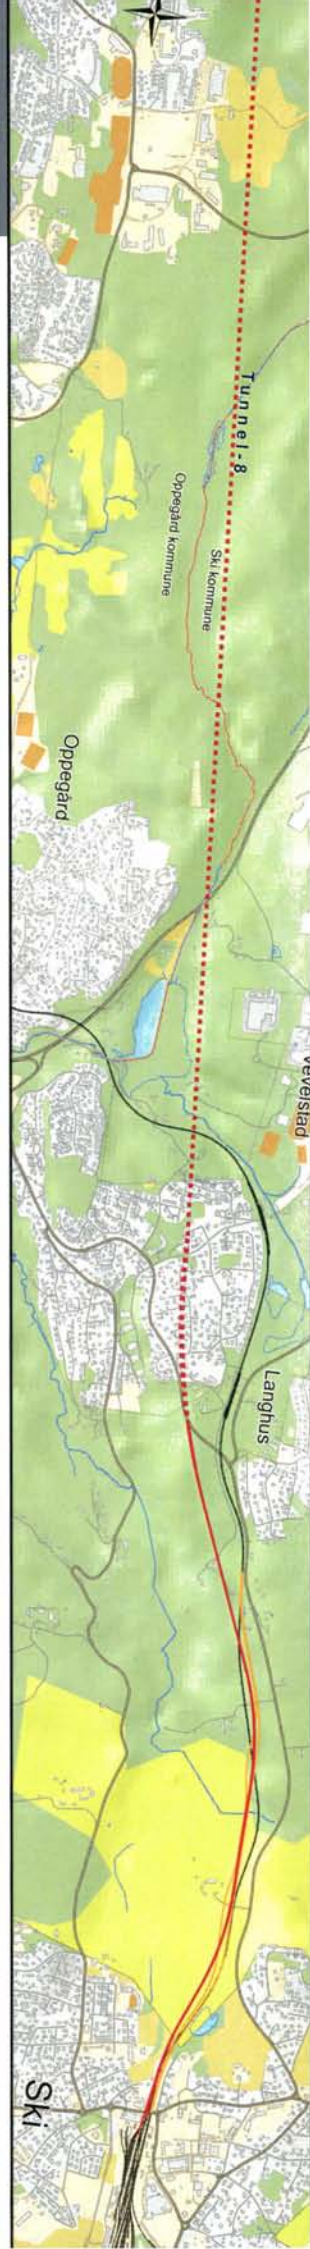 Tunnel-8
Oppegård kommune
Ski kommune
Oppegård
Vevelstad
Langhus
Ski